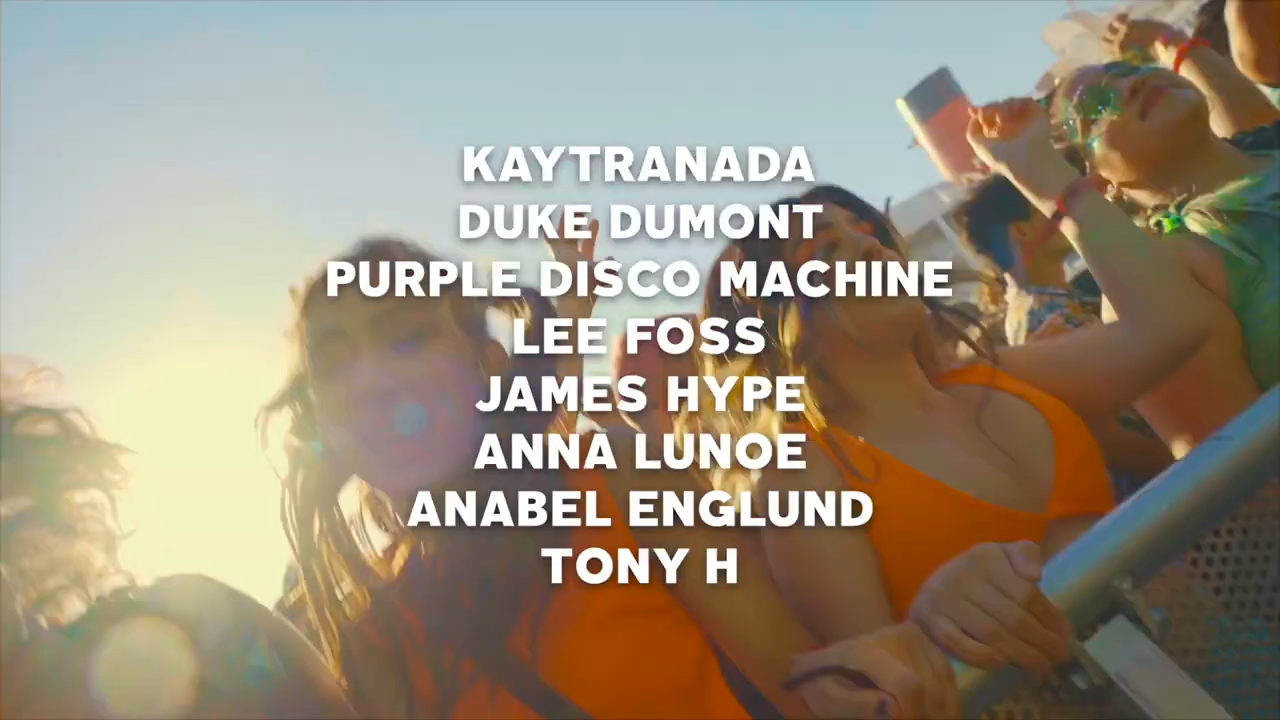 KAYTRANADA
DUKE DUMONT
PURPLE DISCO MACHINE
LEE FOSS
JAMES HYPE
ANNA LUNOE
ANABEL ENGLUND
TONY H